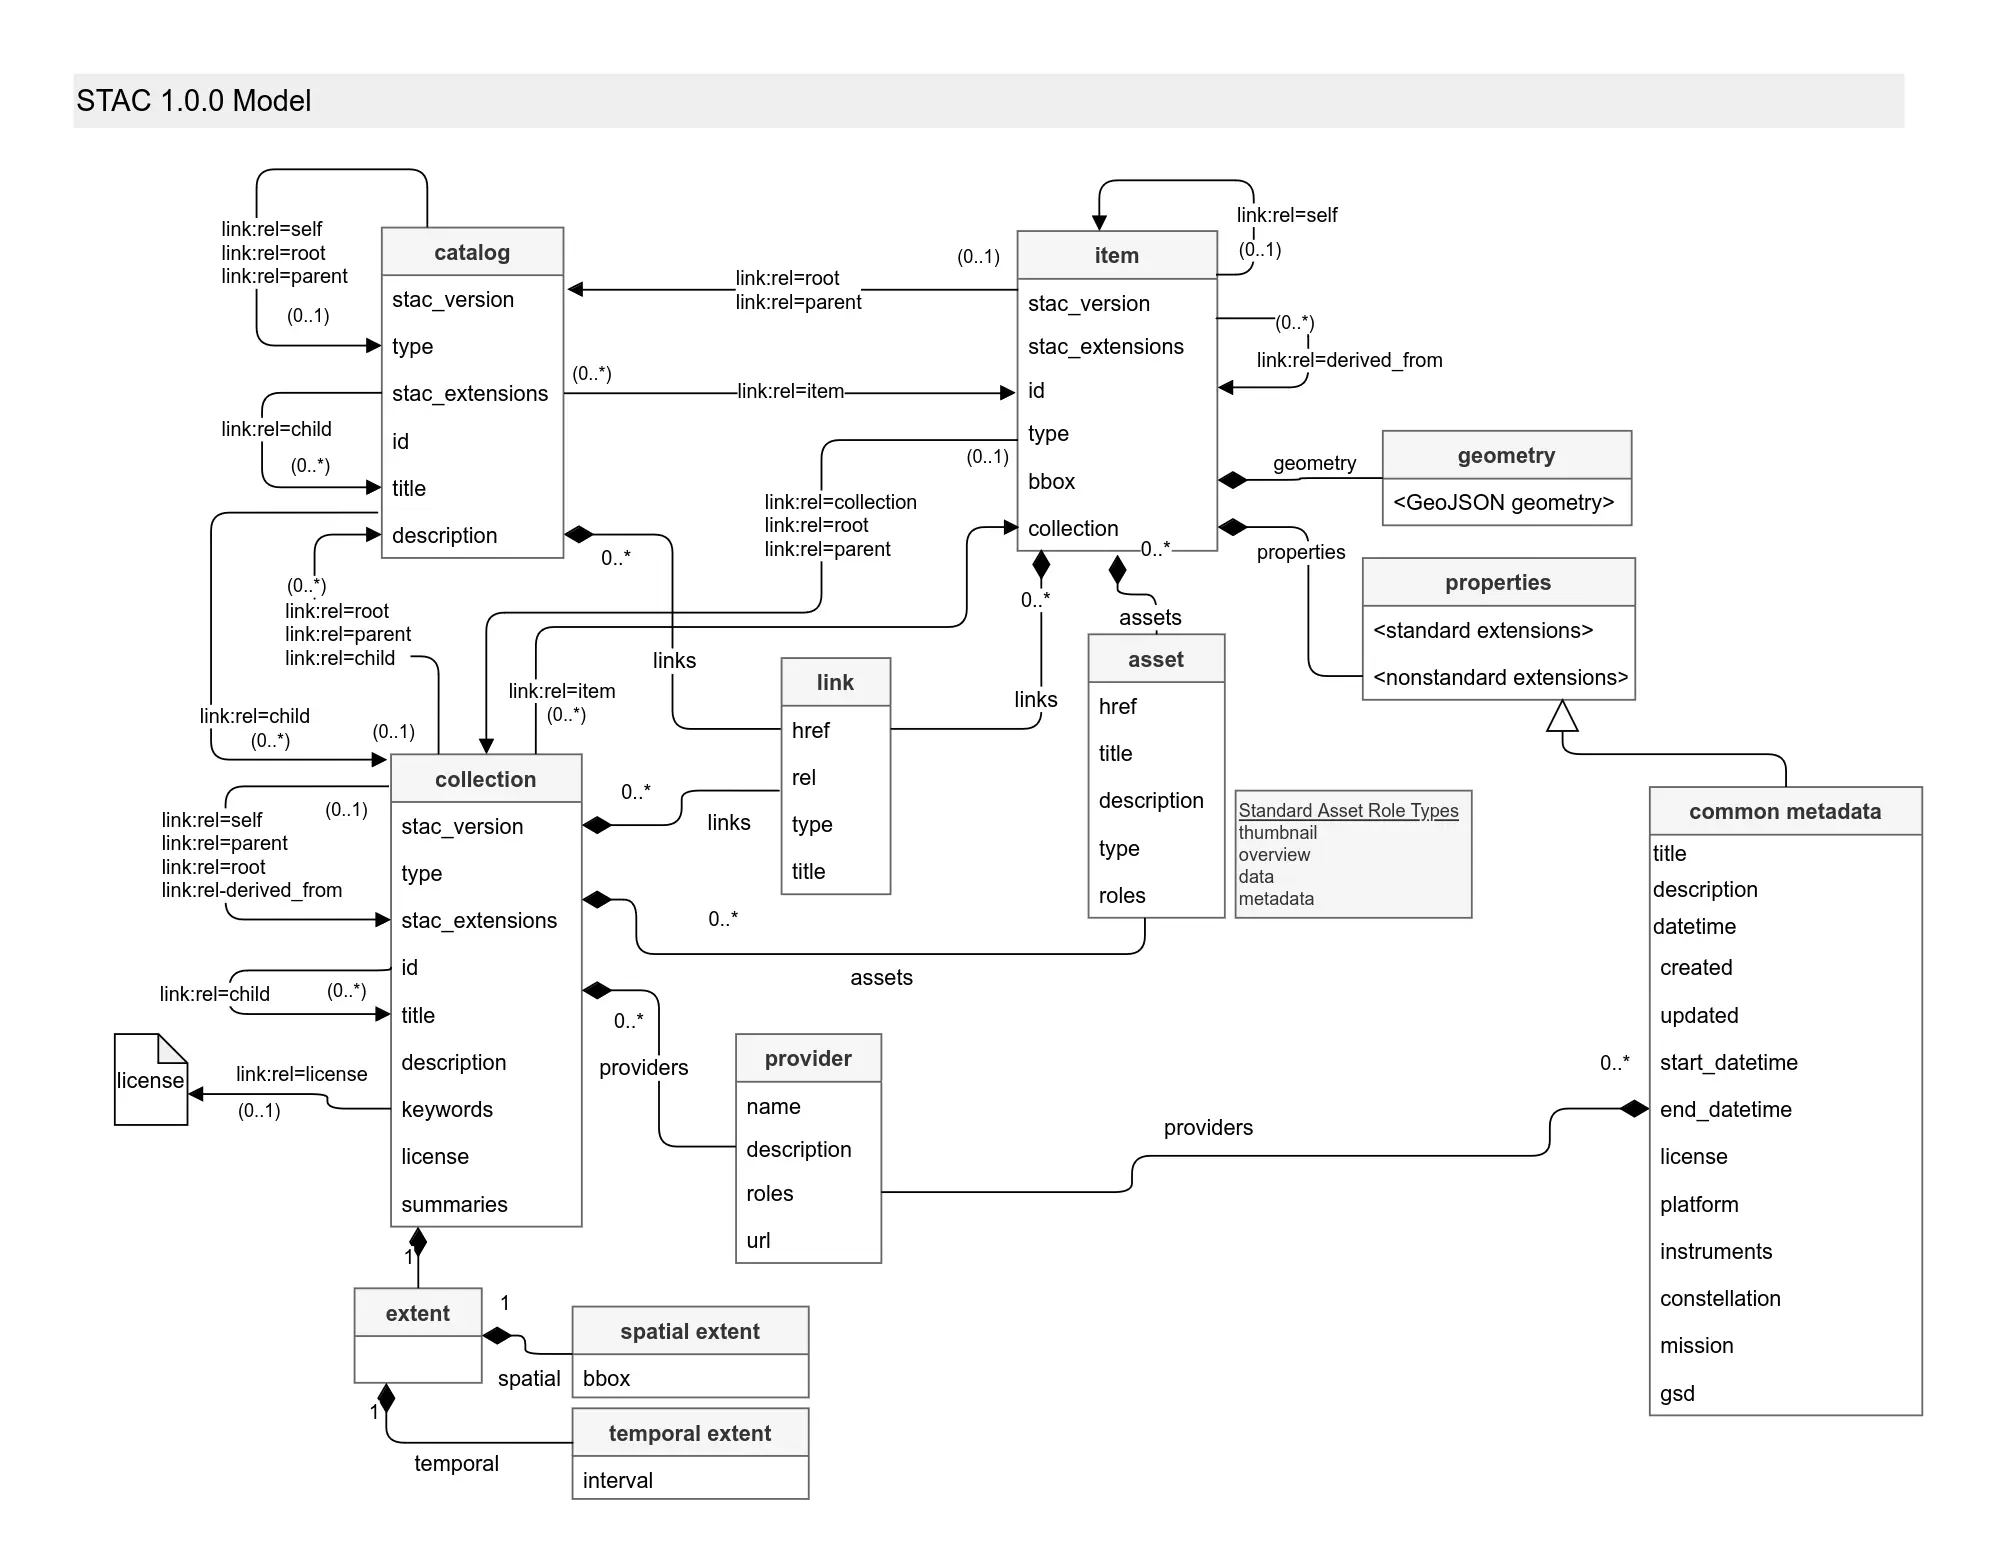 STAC 1.0.0 Model
link:rel=self
link:rel=root
link:rel=parent
(0..1)
catalog
stac_version
type
stac_extensions
id
title
description
link:rel=child
(0..*)
(0..1)
link:rel=root
link:rel=parent
(0..*)
link:rel=item
item
stac_version
stac_extensions
id
type
bbox
collection
link:rel=self
(0..1)
(0..*)
link:rel=derived_from
(0..1)
link:rel=collection
link:rel=root
link:rel=parent
geometry
geometry
<GeoJSON geometry>
properties
properties
<standard extensions>
<nonstandard extensions>
(0..*)
link:rel=root
link:rel=parent
link:rel=child
link:rel=child
(0..*)
(0..1)
0..*
links
link:rel=item
(0..*)
0..*
links
0..*
assets
link
href
rel
type
title
asset
href
title
description
type
roles
Standard Asset Role Types
thumbnail
overview
data
metadata
common metadata
title
description
datetime
created
updated
start_datetime
end_datetime
license
platform
instruments
constellation
mission
gsd
collection
stac_version
type
stac_extensions
id
title
description
keywords
license
summaries
(0..1)
link:rel=self
link:rel=parent
link:rel=root
link:rel-derived_from
link:rel=child
(0..*)
license
link:rel=license
(0..1)
0..*
links
0..*
assets
0..*
providers
provider
name
description
roles
url
providers
0..*
1
extent
1
spatial
spatial extent
bbox
1
temporal
temporal extent
interval